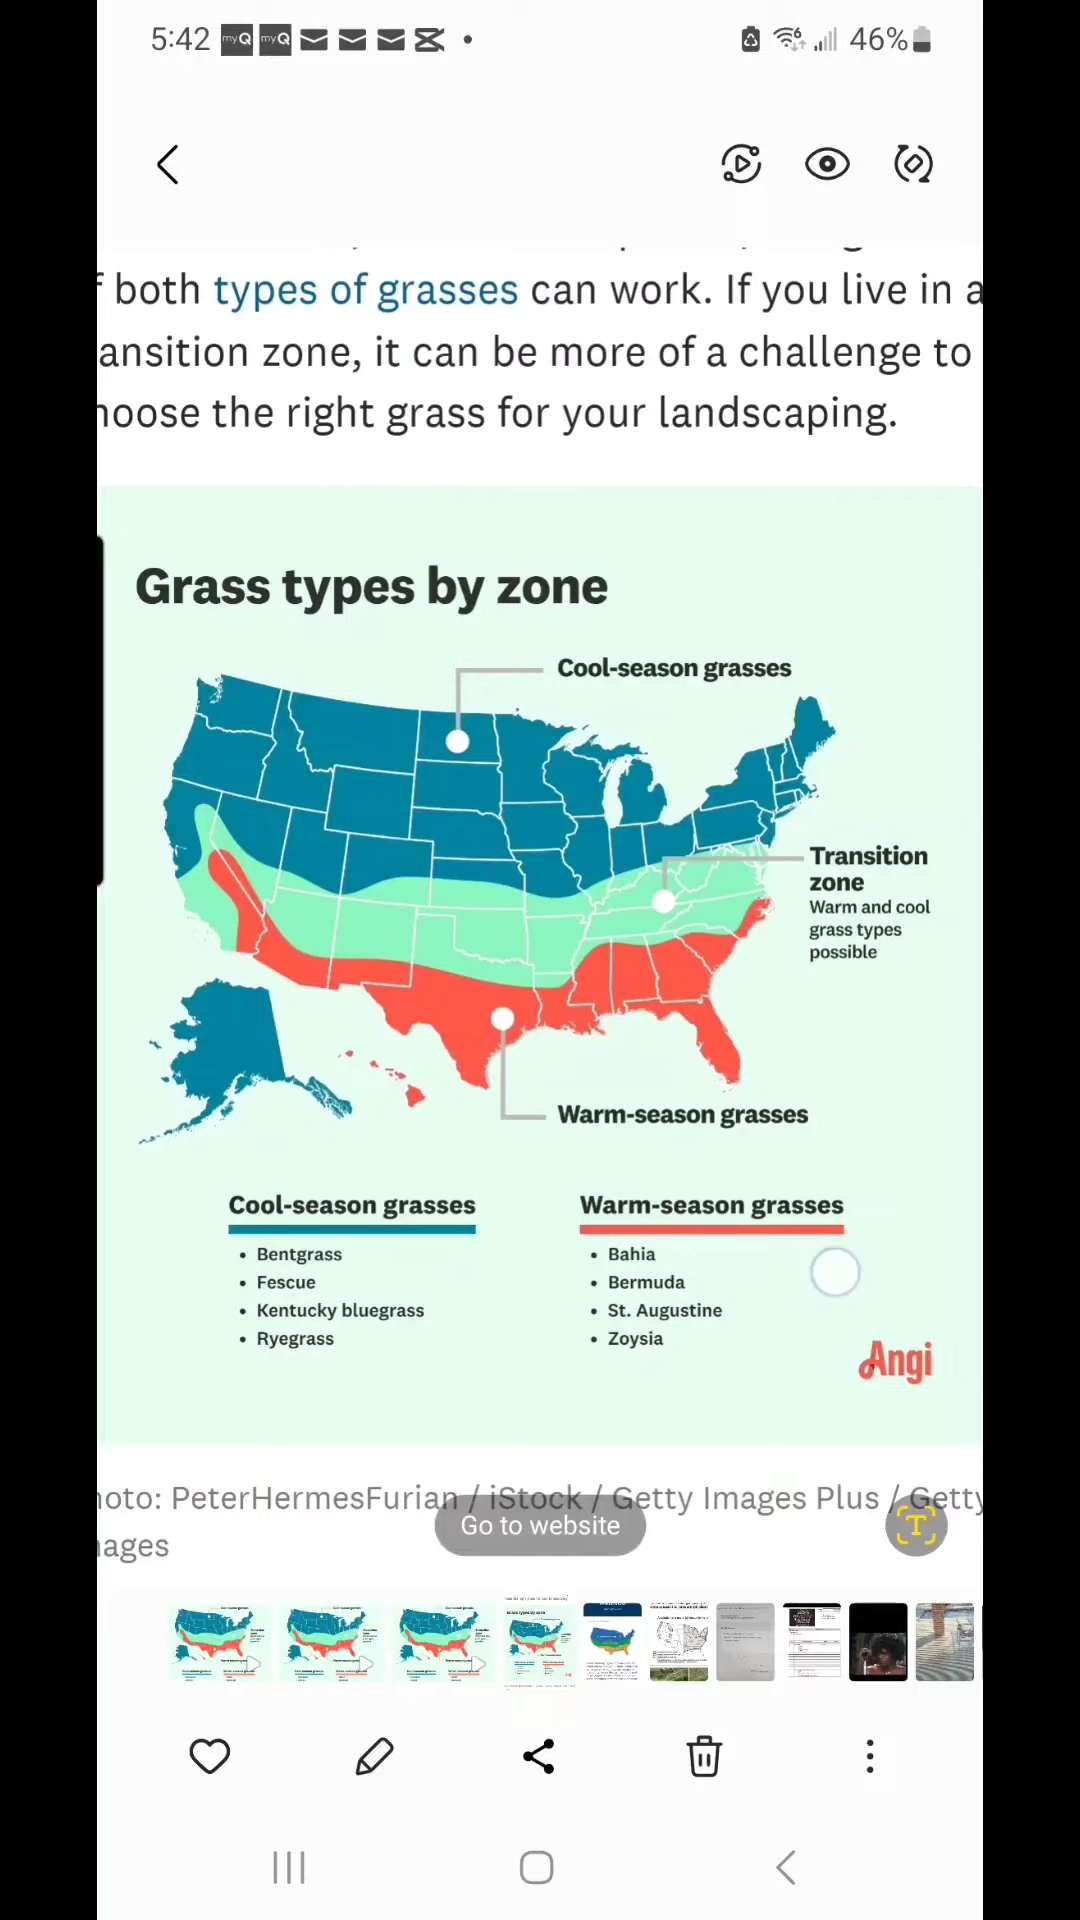 5:42
myQ myQ
46%
both types of grasses can work. If you live in a
ansition zone, it can be more of a challenge to
hoose the right grass for your landscaping.
Grass types by zone
Cool-season grasses
Transition
zone
Warm and cool
grass types
possible
Warm-season grasses
Cool-season grasses
• Bentgrass
• Fescue
• Kentucky bluegrass
• Ryegrass
Warm-season grasses
• Bahia
• Bermuda
• St. Augustine
• Zoysia
Angi
hoto: PeterHermesFurian / iStock / Getty Images Plus / Getty
mages
Go to website
T